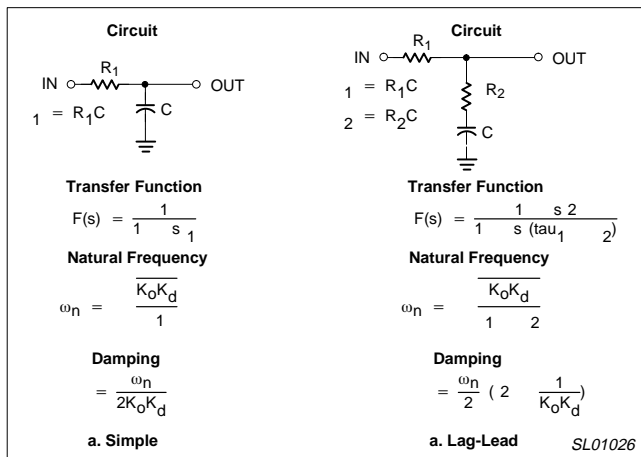 Circuit
R1
IN OUT
1 = R1C
C
Transfer Function
F(s) = 1
1 s 1
Natural Frequency
ωn = KoKd
1
Damping
= ωn
2KoKd
a. Simple
Circuit
R1
IN OUT
1 = R1C
R2
2 = R2C
C
Transfer Function
F(s) = 1 s 2
1 s (tau1 2)
Natural Frequency
ωn = KoKd
1 2
Damping
= ωn ( 2 1 )
2 KoKd
a. Lag-Lead
SL01026